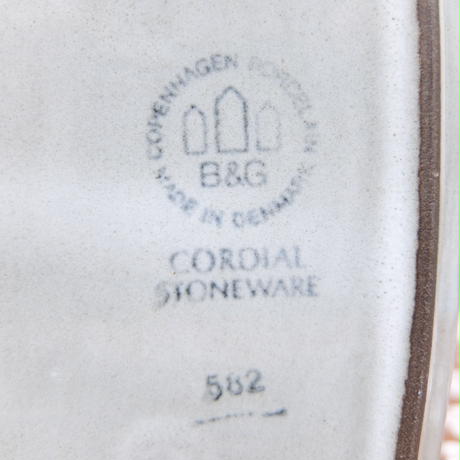 COPENHAGEN PORCELAIN
B&G
MADE IN DENMARK
CORDIAL
STONEWARE
582